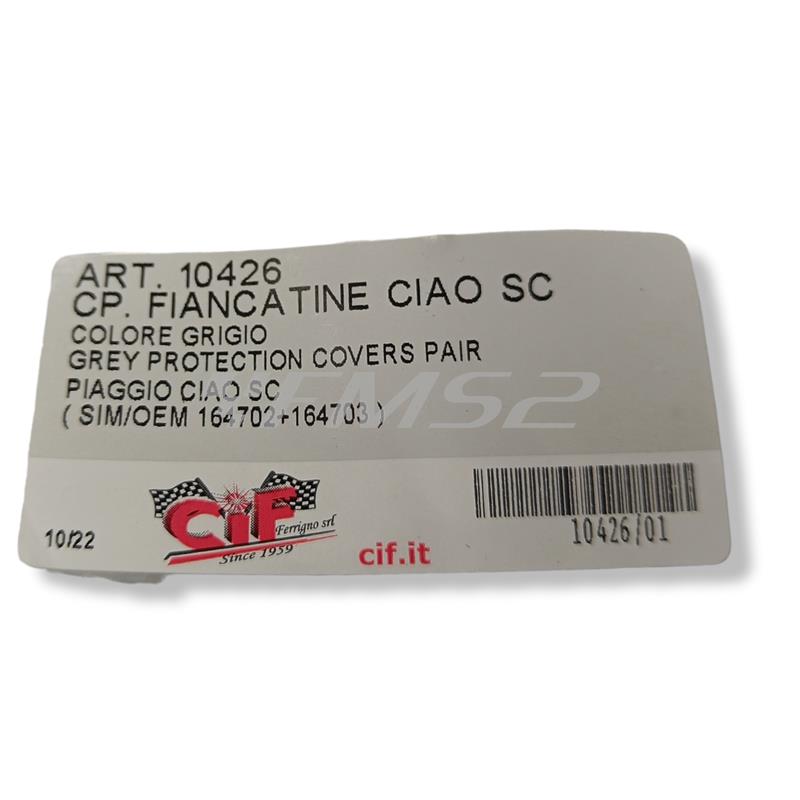 ART. 10426
CP. FIANCATINE CIAO SC
COLORE GRIGIO
GREY PROTECTION COVERS PAIR
PIAGGIO CIAO SC
( SIM/OEM 164702+164703 )
10/22
CiF
Ferrigno srl
Since 1959
cif.it
10426/01